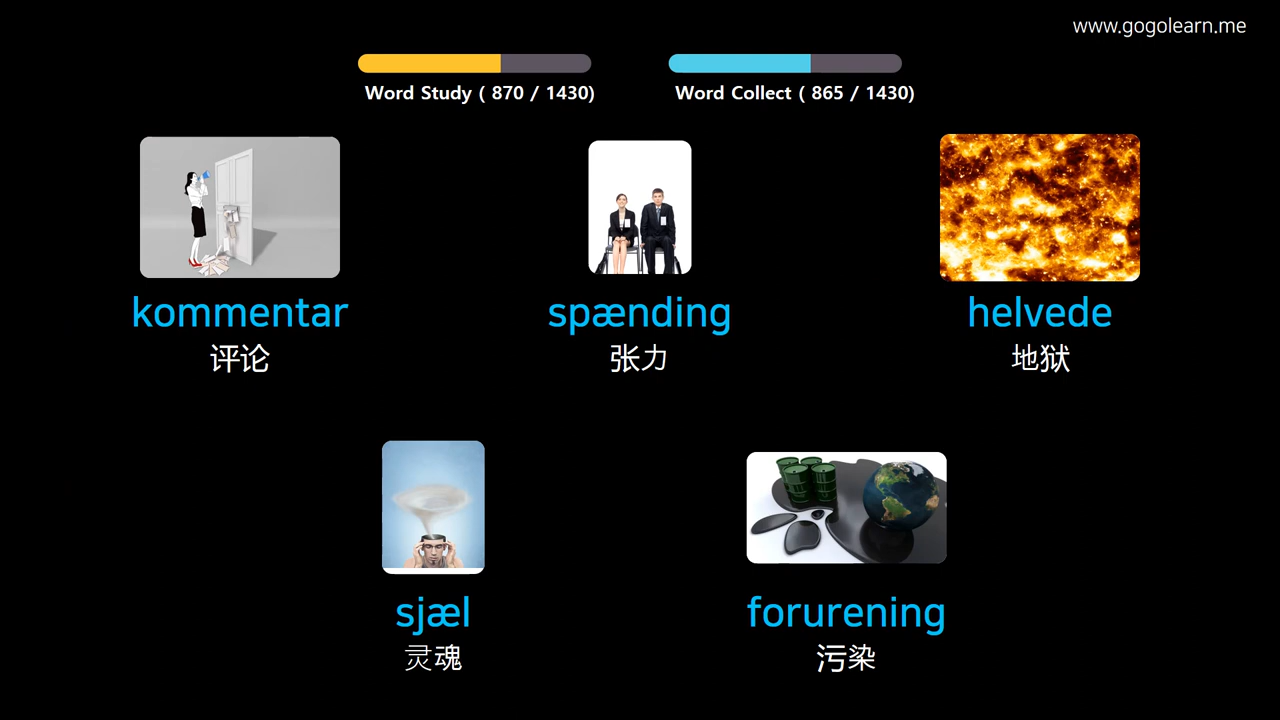 www.gogolearn.me
Word Study ( 870 / 1430)
Word Collect ( 865 / 1430)
kommentar
评论
spænding
张力
helvede
地狱
sjæl
灵魂
forurening
污染